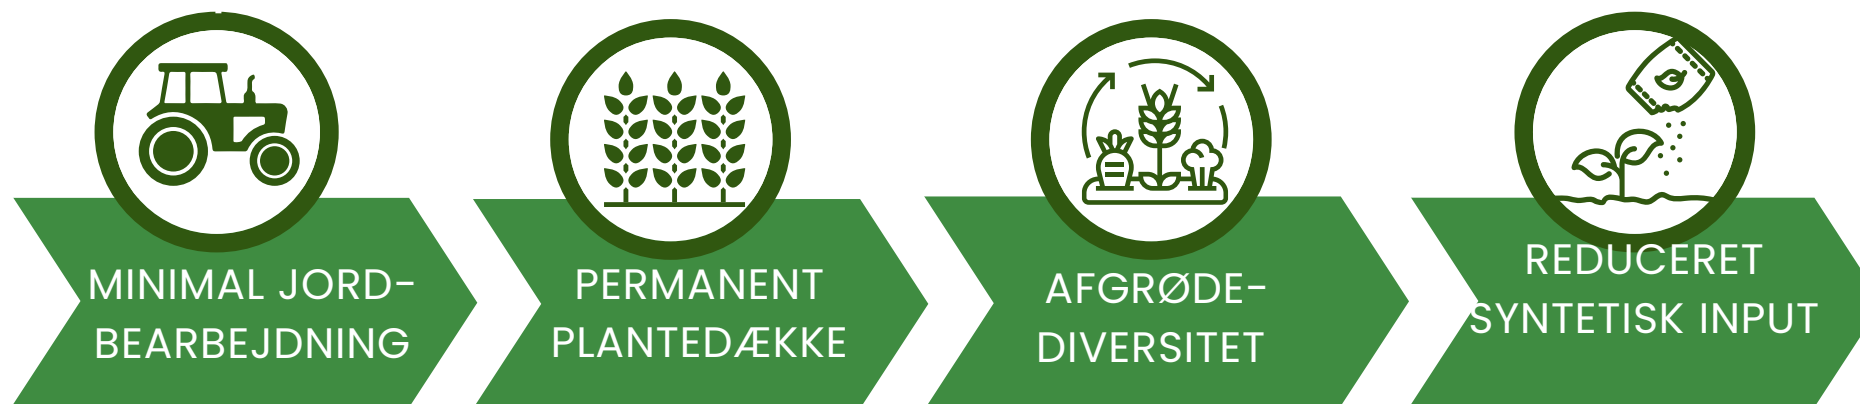 MINIMAL JORD-
BEARBEJDNING
PERMANENT
PLANTEDÆKKE
AFGRØDE-
DIVERSITET
REDUCERET
SYNTETISK INPUT